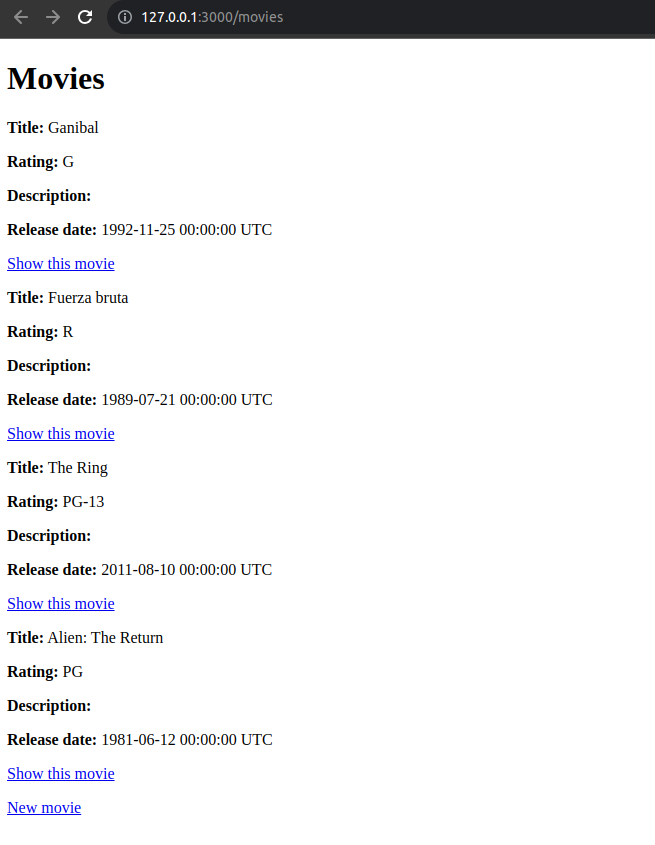 127.0.0.1:3000/movies
Movies
Title: Ganibal
Rating: G
Description:
Release date: 1992-11-25 00:00:00 UTC
Show this movie
Title: Fuerza bruta
Rating: R
Description:
Release date: 1989-07-21 00:00:00 UTC
Show this movie
Title: The Ring
Rating: PG-13
Description:
Release date: 2011-08-10 00:00:00 UTC
Show this movie
Title: Alien: The Return
Rating: PG
Description:
Release date: 1981-06-12 00:00:00 UTC
Show this movie
New movie